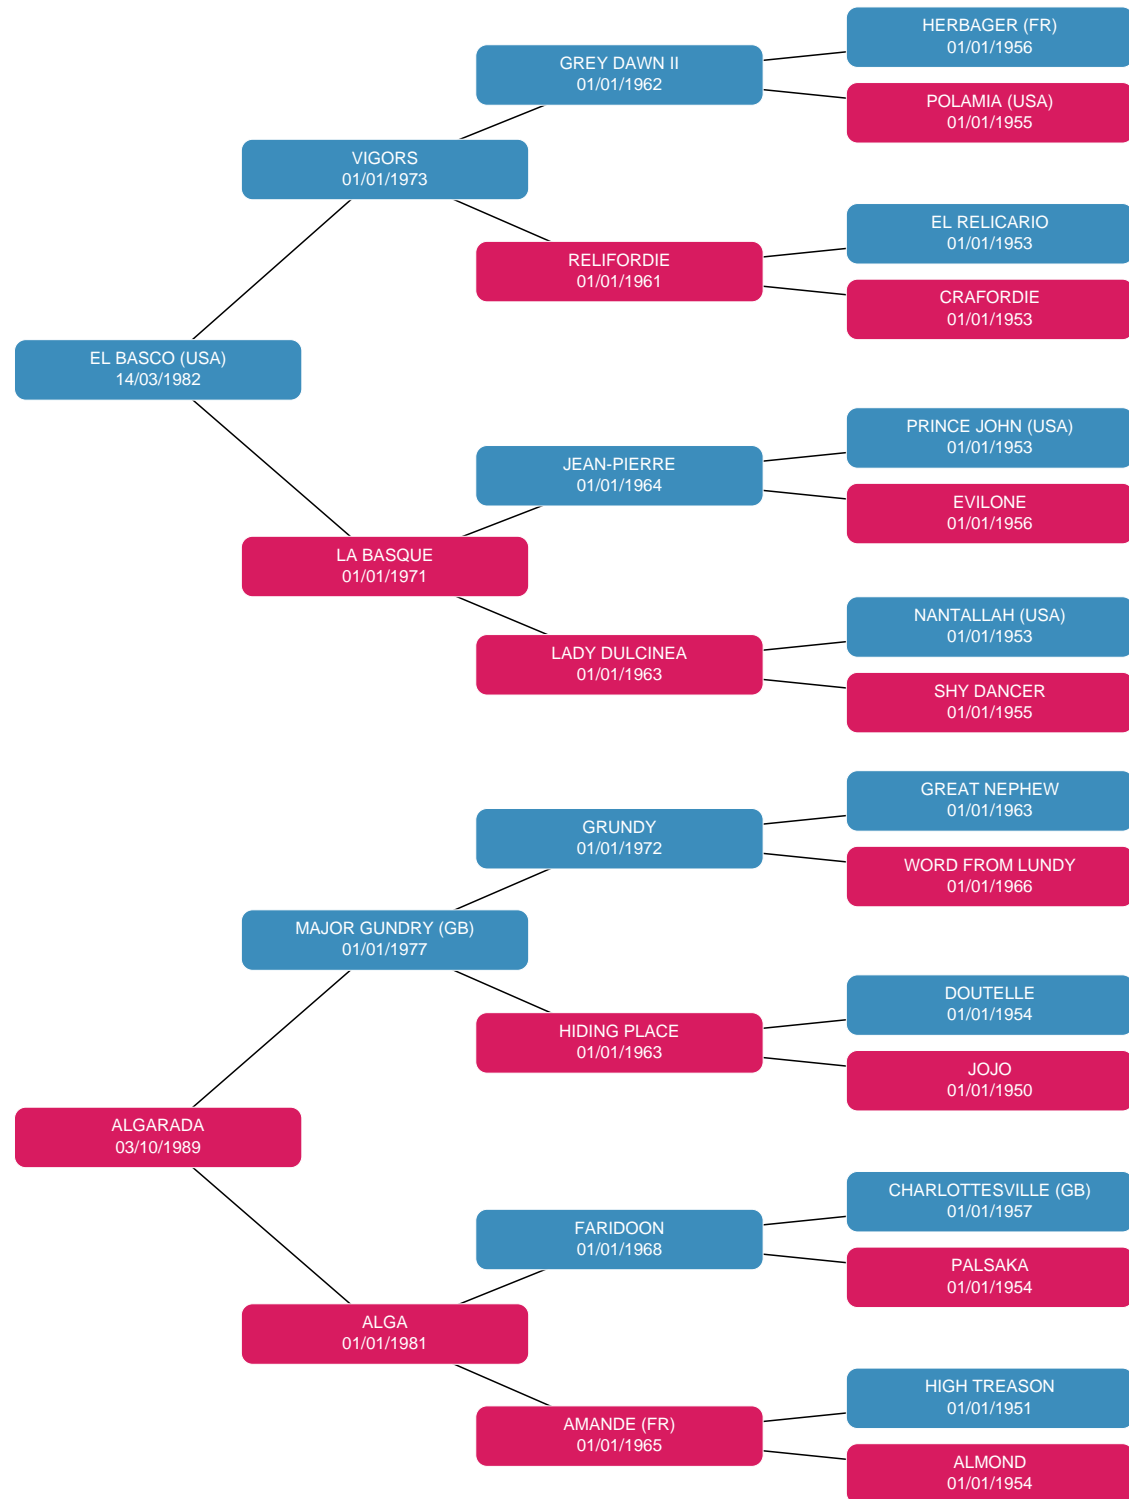 HERBAGER (FR)
01/01/1956
GREY DAWN II
01/01/1962
POLAMIA (USA)
01/01/1955
VIGORS
01/01/1973
EL RELICARIO
01/01/1953
RELIFORDIE
01/01/1961
CRAFORDIE
01/01/1953
EL BASCO (USA)
14/03/1982
PRINCE JOHN (USA)
01/01/1953
JEAN-PIERRE
01/01/1964
EVILONE
01/01/1956
LA BASQUE
01/01/1971
NANTALLAH (USA)
01/01/1953
LADY DULCINEA
01/01/1963
SHY DANCER
01/01/1955
GREAT NEPHEW
01/01/1963
GRUNDY
01/01/1972
WORD FROM LUNDY
01/01/1966
MAJOR GUNDRY (GB)
01/01/1977
DOUTELLE
01/01/1954
HIDING PLACE
01/01/1963
JOJO
01/01/1950
ALGARADA
03/10/1989
CHARLOTTESVILLE (GB)
01/01/1957
FARIDOON
01/01/1968
PALSAKA
01/01/1954
ALGA
01/01/1981
HIGH TREASON
01/01/1951
AMANDE (FR)
01/01/1965
ALMOND
01/01/1954